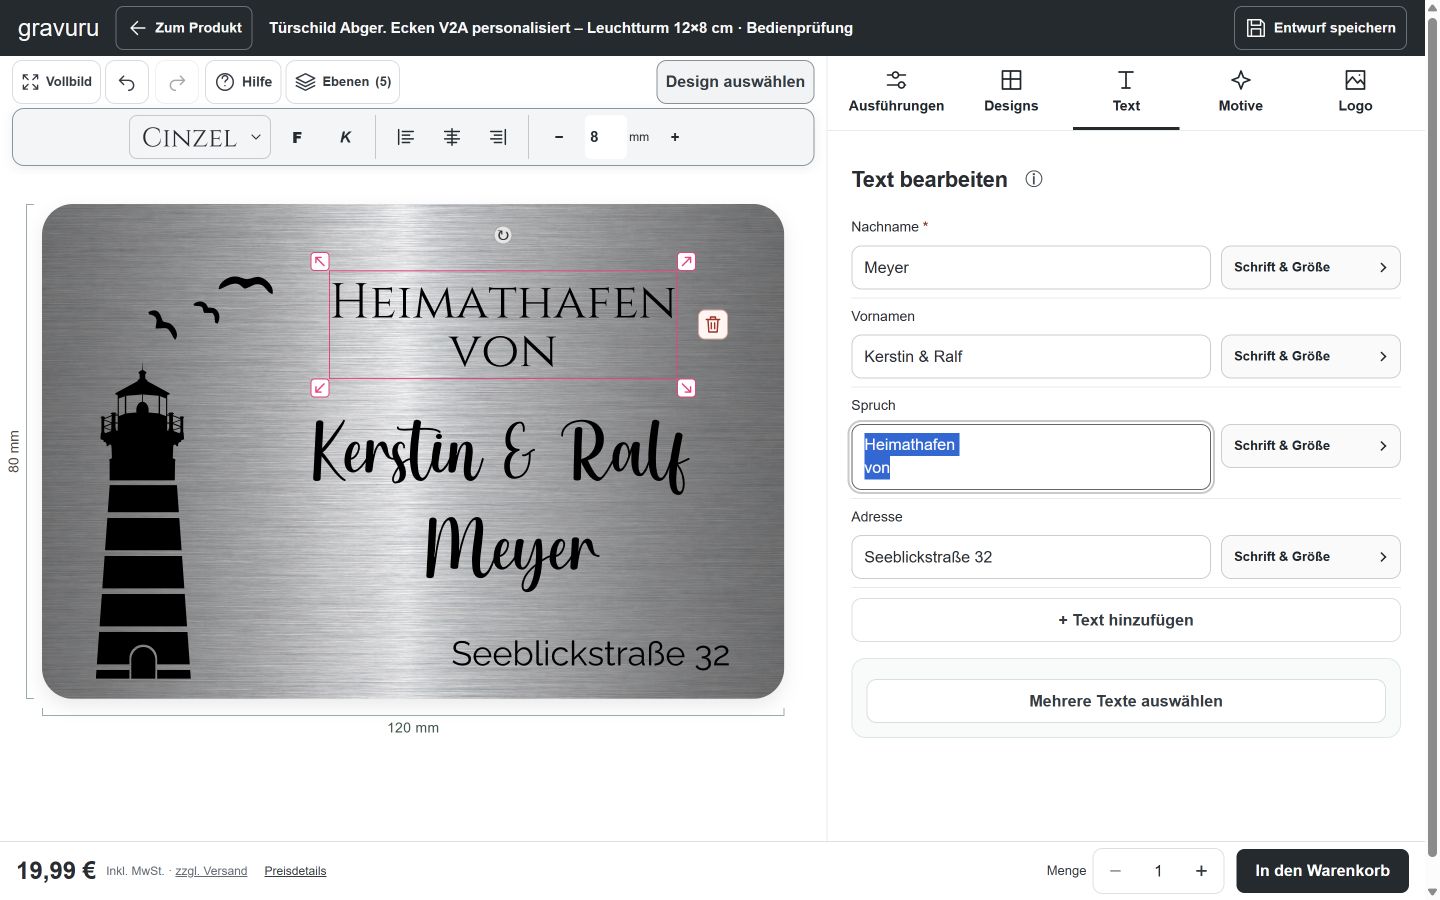 gravuru
Zum Produkt
Türschild Abger. Ecken V2A personalisiert – Leuchtturm 12×8 cm · Bedienprüfung
Entwurf speichern
Vollbild
Hilfe
Ebenen (5)
Design auswählen
Cinzel
F
K
8 mm
Ausführungen
Designs
Text
Motive
Logo
Heimathafen
von
Kerstin & Ralf
Meyer
Seeblickstraße 32
80 mm
120 mm
Text bearbeiten
Nachname *
Meyer
Schrift & Größe
Vornamen
Kerstin & Ralf
Schrift & Größe
Spruch
Heimathafen
von
Schrift & Größe
Adresse
Seeblickstraße 32
Schrift & Größe
+ Text hinzufügen
Mehrere Texte auswählen
19,99 € Inkl. MwSt. · zzgl. Versand Preisdetails
Menge
1
In den Warenkorb